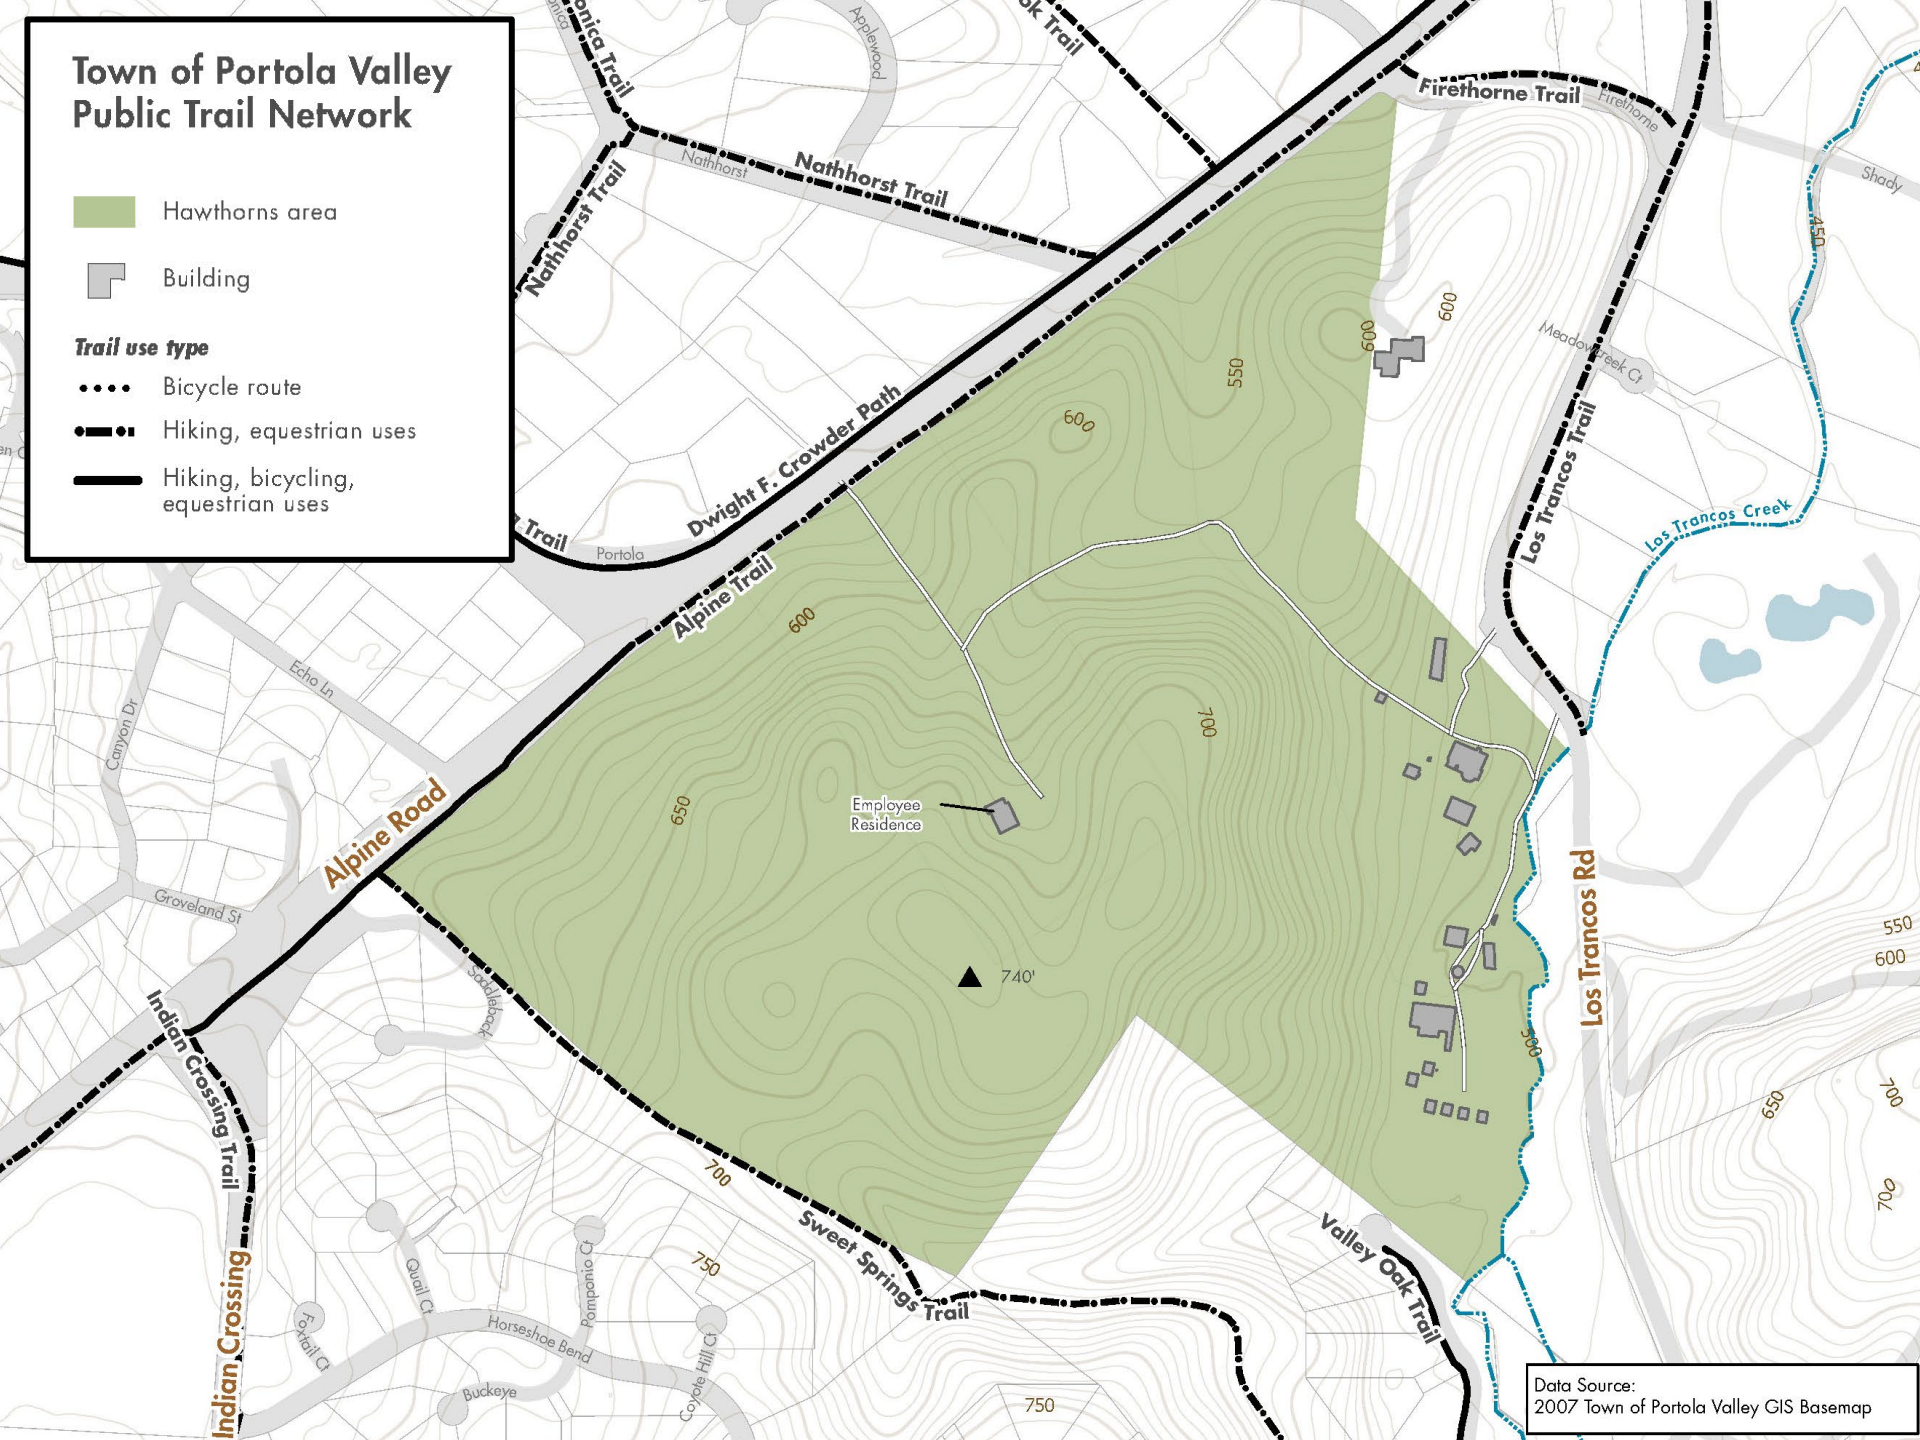 Town of Portola Valley
Public Trail Network
Hawthorns area
Building
Trail use type
Bicycle route
Hiking, equestrian uses
Hiking, bicycling,
equestrian uses
onica Trail
Applewood
ok Trail
Firethorne Trail
Firethorne
Shady
Nathhorst
Nathhorst Trail
Nathhorst Trail
450
600
600
550
600
Meadowcreek Ct
Los Trancos Trail
Los Trancos Creek
Dwight F. Crowder Path
Trail
Portola
Alpine Trail
600
Echo Ln
Canyon Dr
700
650
Employee
Residence
Alpine Road
Groveland St
Saddleback
740'
Los Trancos Rd
550
600
500
650
700
700
Indian Crossing Trail
700
Sweet Springs Trail
Valley Oak Trail
750
Quail Ct
Pomponio Ct
Indian Crossing
Foxtail Ct
Horseshoe Bend
Coyote Hill Ct
Buckeye
750
Data Source:
2007 Town of Portola Valley GIS Basemap